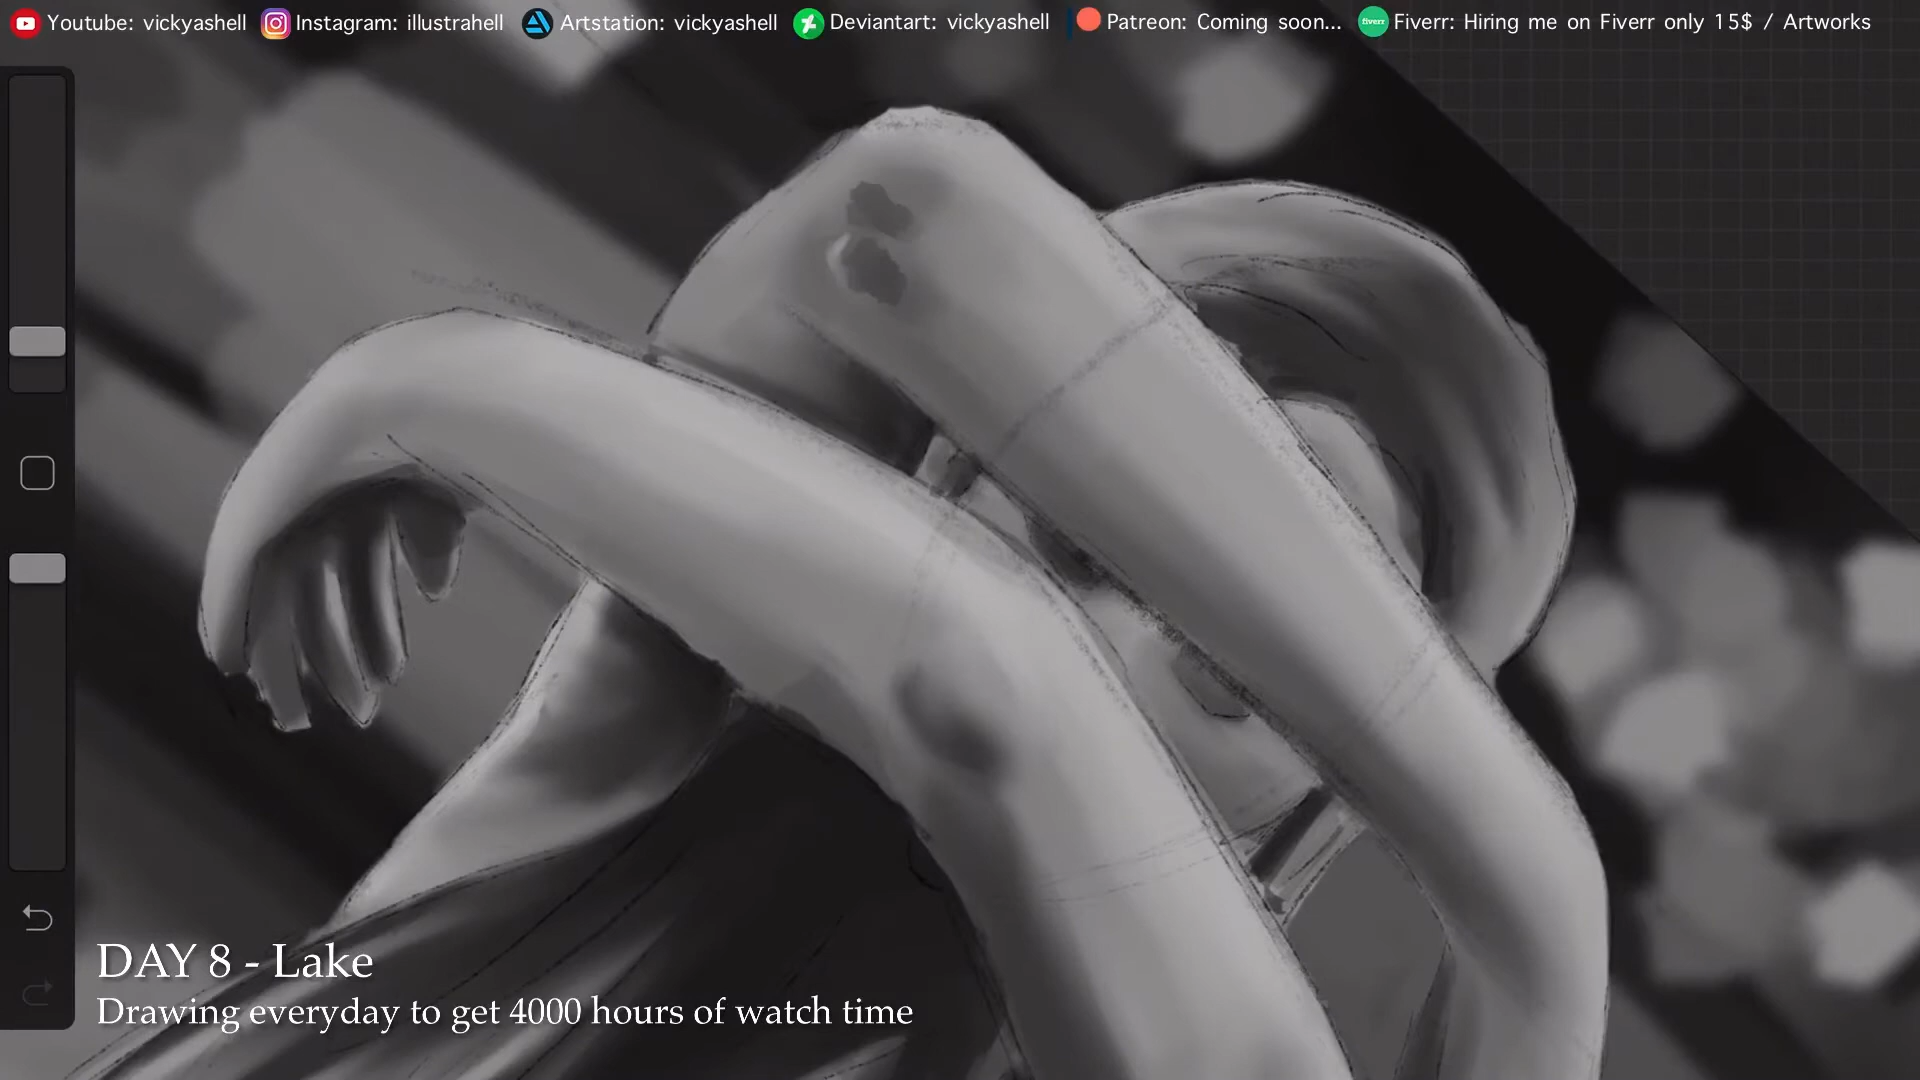 Youtube: vickyashell Instagram: illustrahell Artstation: vickyashell Deviantart: vickyashell Patreon: Coming soon... fiverr Fiverr: Hiring me on Fiverr only 15$ / Artworks
DAY 8 - Lake
Drawing everyday to get 4000 hours of watch time